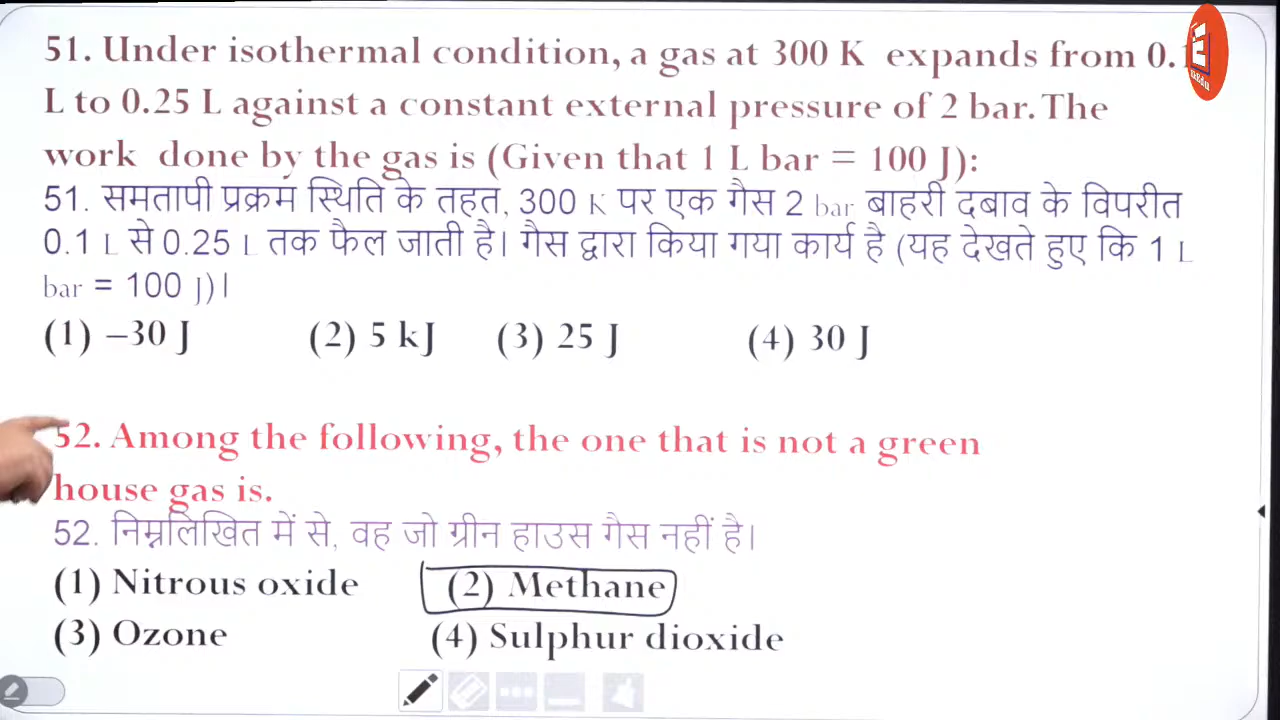 51. Under isothermal condition, a gas at 300 K expands from 0.1
L to 0.25 L against a constant external pressure of 2 bar. The
work done by the gas is (Given that 1 L bar = 100 J):
51. समतापी प्रक्रम स्थिति के तहत, 300 K पर एक गैस 2 bar बाहरी दबाव के विपरीत
0.1 L से 0.25 L तक फैल जाती है। गैस द्वारा किया गया कार्य है (यह देखते हुए कि 1 L
bar = 100 J)।
(1) –30 J (2) 5 kJ (3) 25 J (4) 30 J
52. Among the following, the one that is not a green
house gas is.
52. निम्नलिखित में से, वह जो ग्रीन हाउस गैस नहीं है।
(1) Nitrous oxide (2) Methane
(3) Ozone (4) Sulphur dioxide